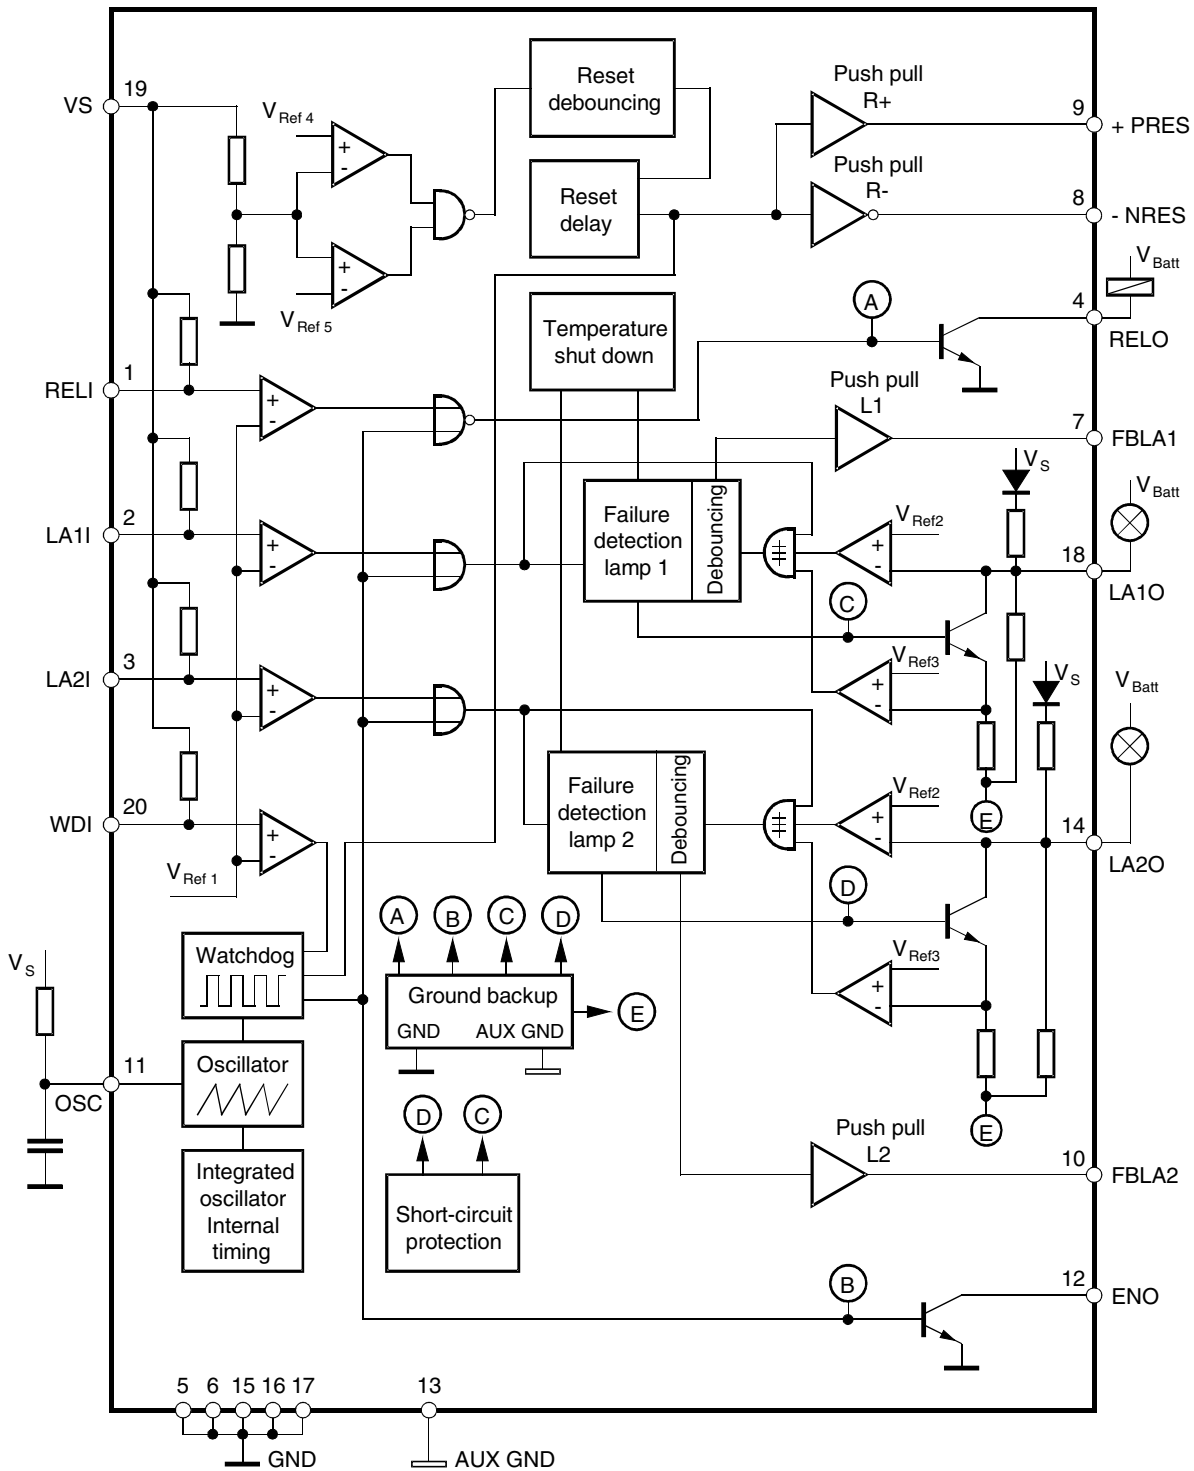 19
VS
V Ref 4
+
-
+
-
V Ref 5
Reset
debouncing
Reset
delay
Push pull
R+
9
+ PRES
Push pull
R-
8
- NRES
V Batt
4
RELO
A
Temperature
shut down
1
RELI
+
-
Push pull
L1
7
FBLA1
V S
V Batt
2
LA1I
+
-
Failure
detection
lamp 1
Debouncing
V Ref2
+
-
18
LA1O
C
3
LA2I
+
-
V Ref3
+
-
V S
V Batt
20
WDI
+
-
V Ref 1
Failure
detection
lamp 2
Debouncing
V Ref2
+
-
E
14
LA2O
D
A
B
C
D
V S
Watchdog
Ground backup
GND
AUX GND
E
V Ref3
+
-
11
OSC
Oscillator
D
C
E
Integrated
oscillator
Internal
timing
Short-circuit
protection
Push pull
L2
10
FBLA2
B
12
ENO
5
6
15
16
17
13
GND
AUX GND